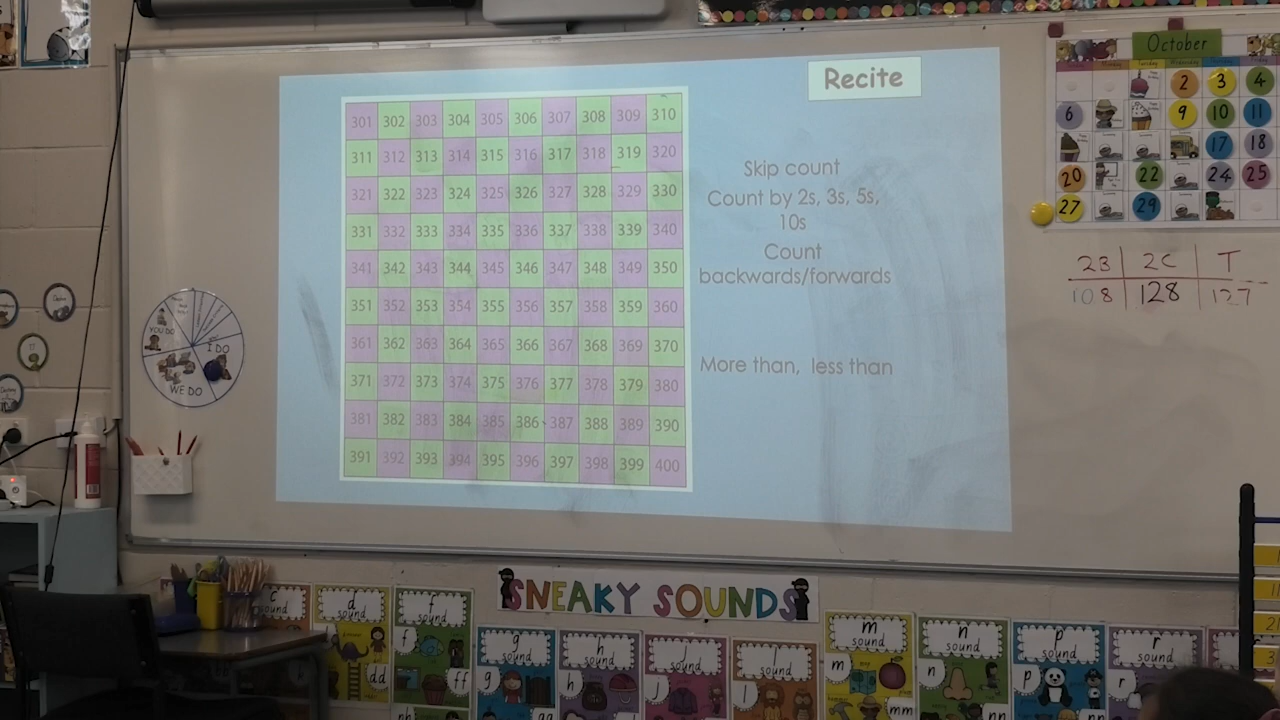 October
2 3 4
6 9 10 11
17 18
20 22 24 25
27 29
Recite
301 302 303 304 305 306 307 308 309 310
311 312 313 314 315 316 317 318 319 320
321 322 323 324 325 326 327 328 329 330
331 332 333 334 335 336 337 338 339 340
341 342 343 344 345 346 347 348 349 350
351 352 353 354 355 356 357 358 359 360
361 362 363 364 365 366 367 368 369 370
371 372 373 374 375 376 377 378 379 380
381 382 383 384 385 386 387 388 389 390
391 392 393 394 395 396 397 398 399 400
Skip count
Count by 2s, 3s, 5s,
10s
Count
backwards/forwards
More than, less than
2B 2C T
108 128 127
YOU DO
I DO
WE DO
SNEAKY SOUNDS
c sound
d sound
dd
f sound
f
ff
g sound
g
gg
h sound
h
j sound
j
l sound
l
m sound
m
mm
n sound
n
nn
p sound
p
r sound
r